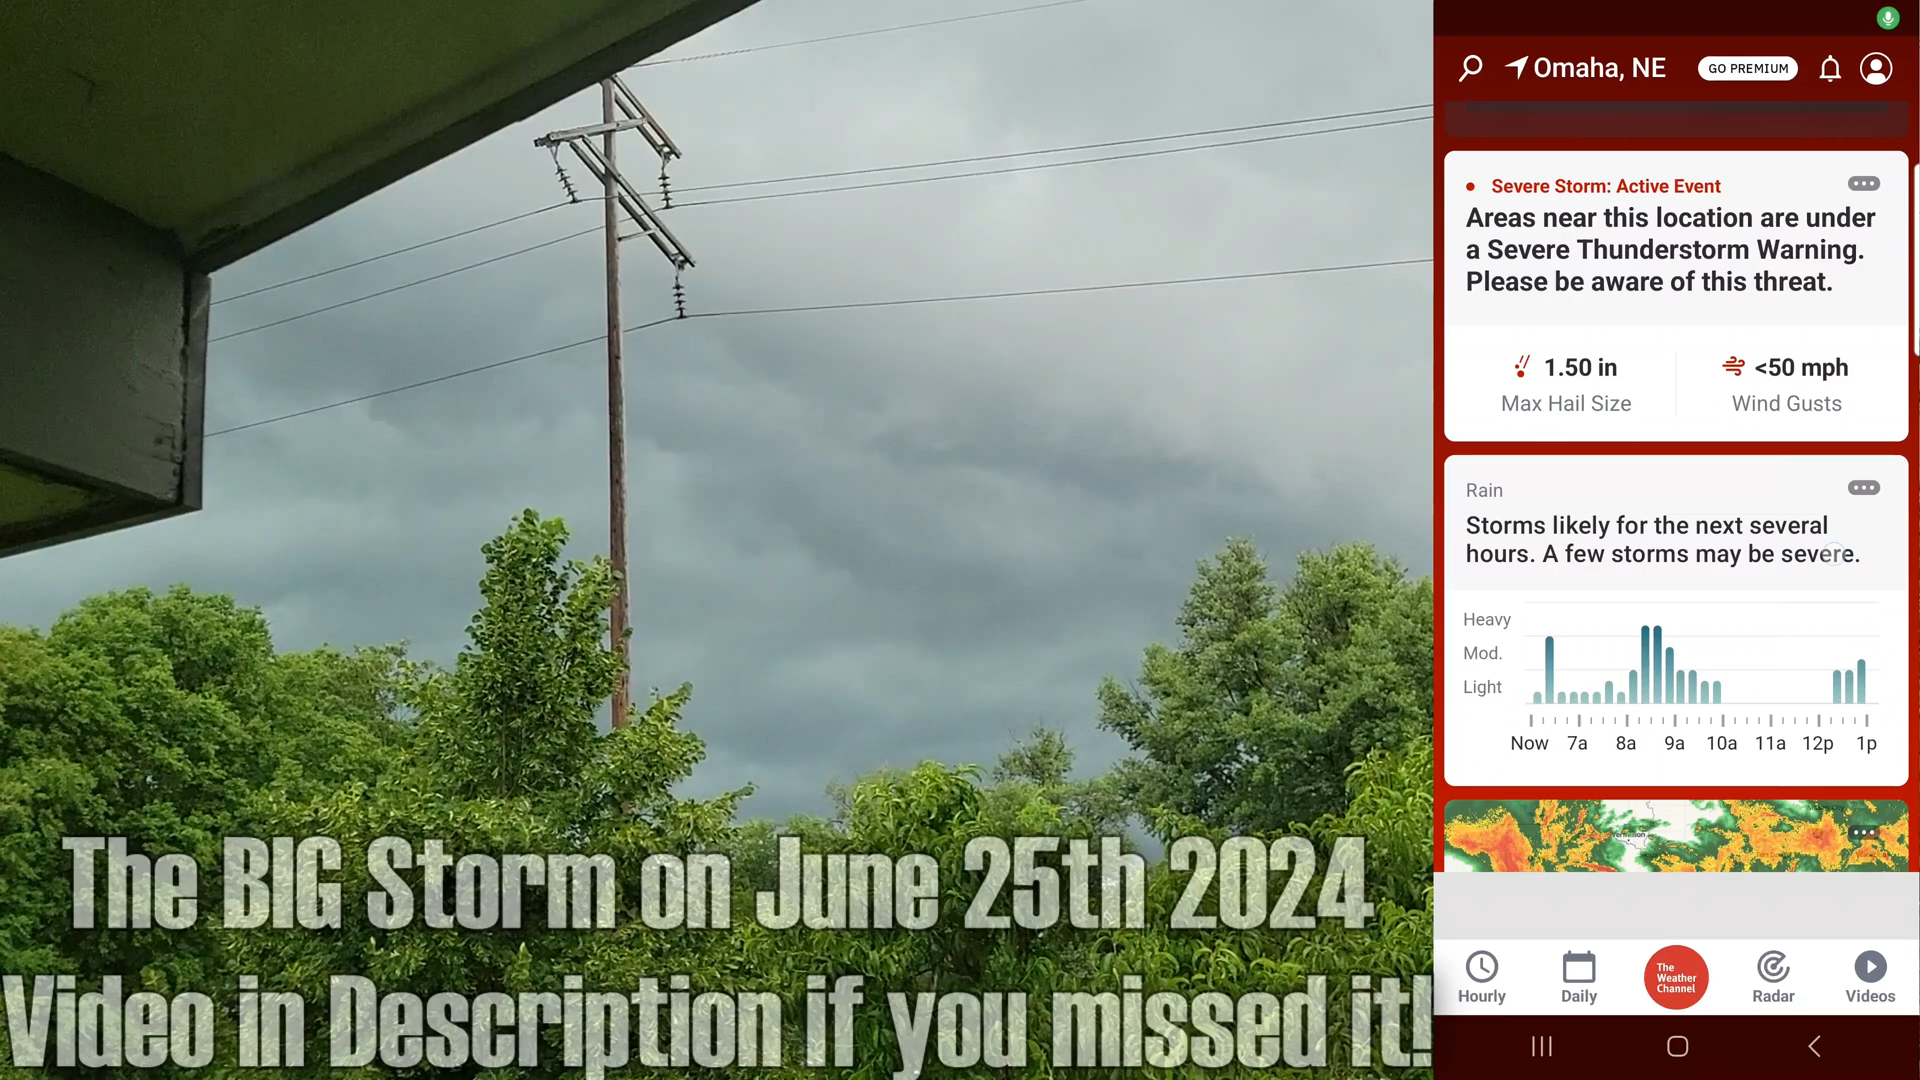 The BIG Storm on June 25th 2024
Video in Description if you missed it!
Omaha, NE
GO PREMIUM
Severe Storm: Active Event
Areas near this location are under
a Severe Thunderstorm Warning.
Please be aware of this threat.
1.50 in
Max Hail Size
<50 mph
Wind Gusts
Rain
Storms likely for the next several
hours. A few storms may be severe.
Heavy
Mod.
Light
Now 7a 8a 9a 10a 11a 12p 1p
Hourly
Daily
The
Weather
Channel
Radar
Videos